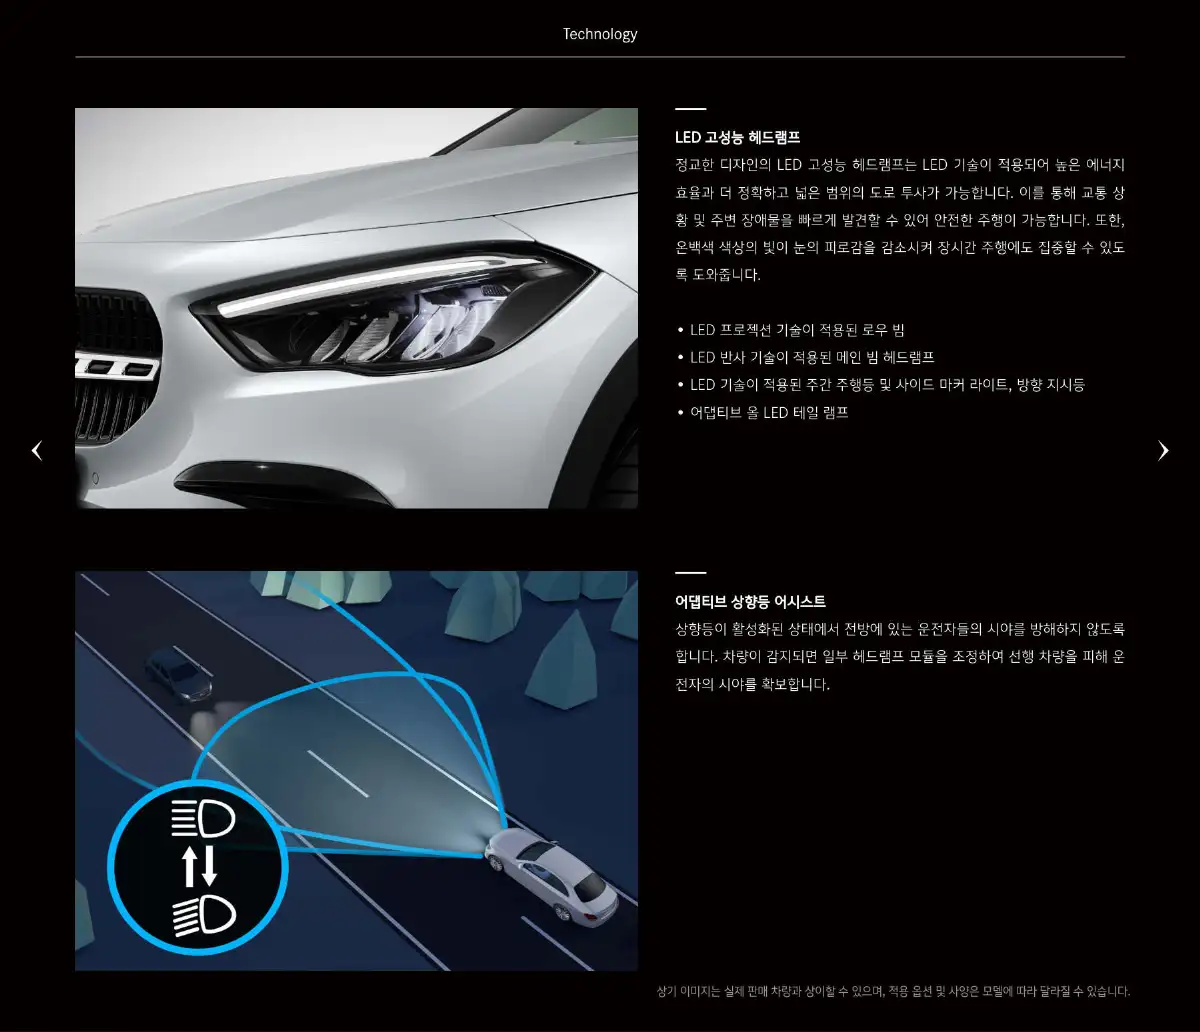 Technology
LED 고성능 헤드램프
정교한 디자인의 LED 고성능 헤드램프는 LED 기술이 적용되어 높은 에너지
효율과 더 정확하고 넓은 범위의 도로 투사가 가능합니다. 이를 통해 교통 상
황 및 주변 장애물을 빠르게 발견할 수 있어 안전한 주행이 가능합니다. 또한,
온백색 색상의 빛이 눈의 피로감을 감소시켜 장시간 주행에도 집중할 수 있도
록 도와줍니다.
• LED 프로젝션 기술이 적용된 로우 빔
• LED 반사 기술이 적용된 메인 빔 헤드램프
• LED 기술이 적용된 주간 주행등 및 사이드 마커 라이트, 방향 지시등
• 어댑티브 올 LED 테일 램프
어댑티브 상향등 어시스트
상향등이 활성화된 상태에서 전방에 있는 운전자들의 시야를 방해하지 않도록
합니다. 차량이 감지되면 일부 헤드램프 모듈을 조정하여 선행 차량을 피해 운
전자의 시야를 확보합니다.
상기 이미지는 실제 판매 차량과 상이할 수 있으며, 적용 옵션 및 사양은 모델에 따라 달라질 수 있습니다.